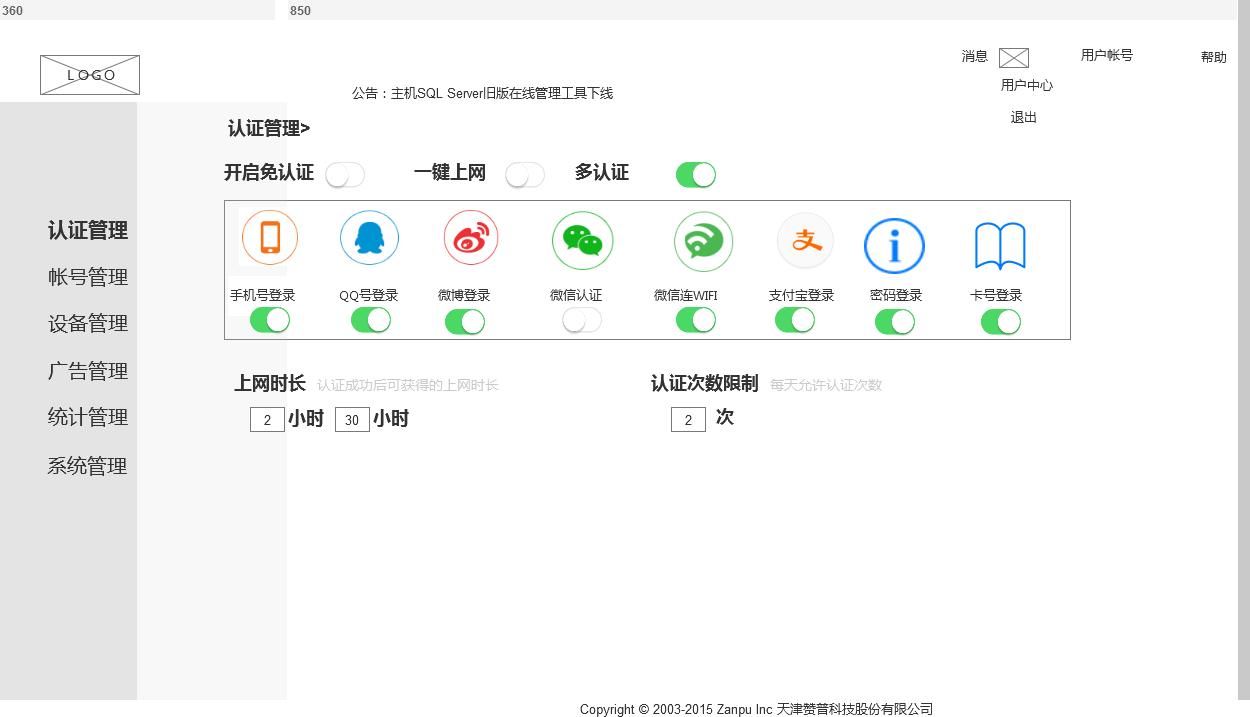 360 850
LOGO
消息 用户帐号 帮助
用户中心
公告：主机SQL Server旧版在线管理工具下线
退出
认证管理>
开启免认证 一键上网 多认证
认证管理
帐号管理
设备管理
广告管理
统计管理
系统管理
支
手机号登录 QQ号登录 微博登录 微信认证 微信连WIFI 支付宝登录 密码登录 卡号登录
上网时长 认证成功后可获得的上网时长 认证次数限制 每天允许认证次数
2 小时 30 小时 2 次
Copyright © 2003-2015 Zanpu Inc 天津赞普科技股份有限公司